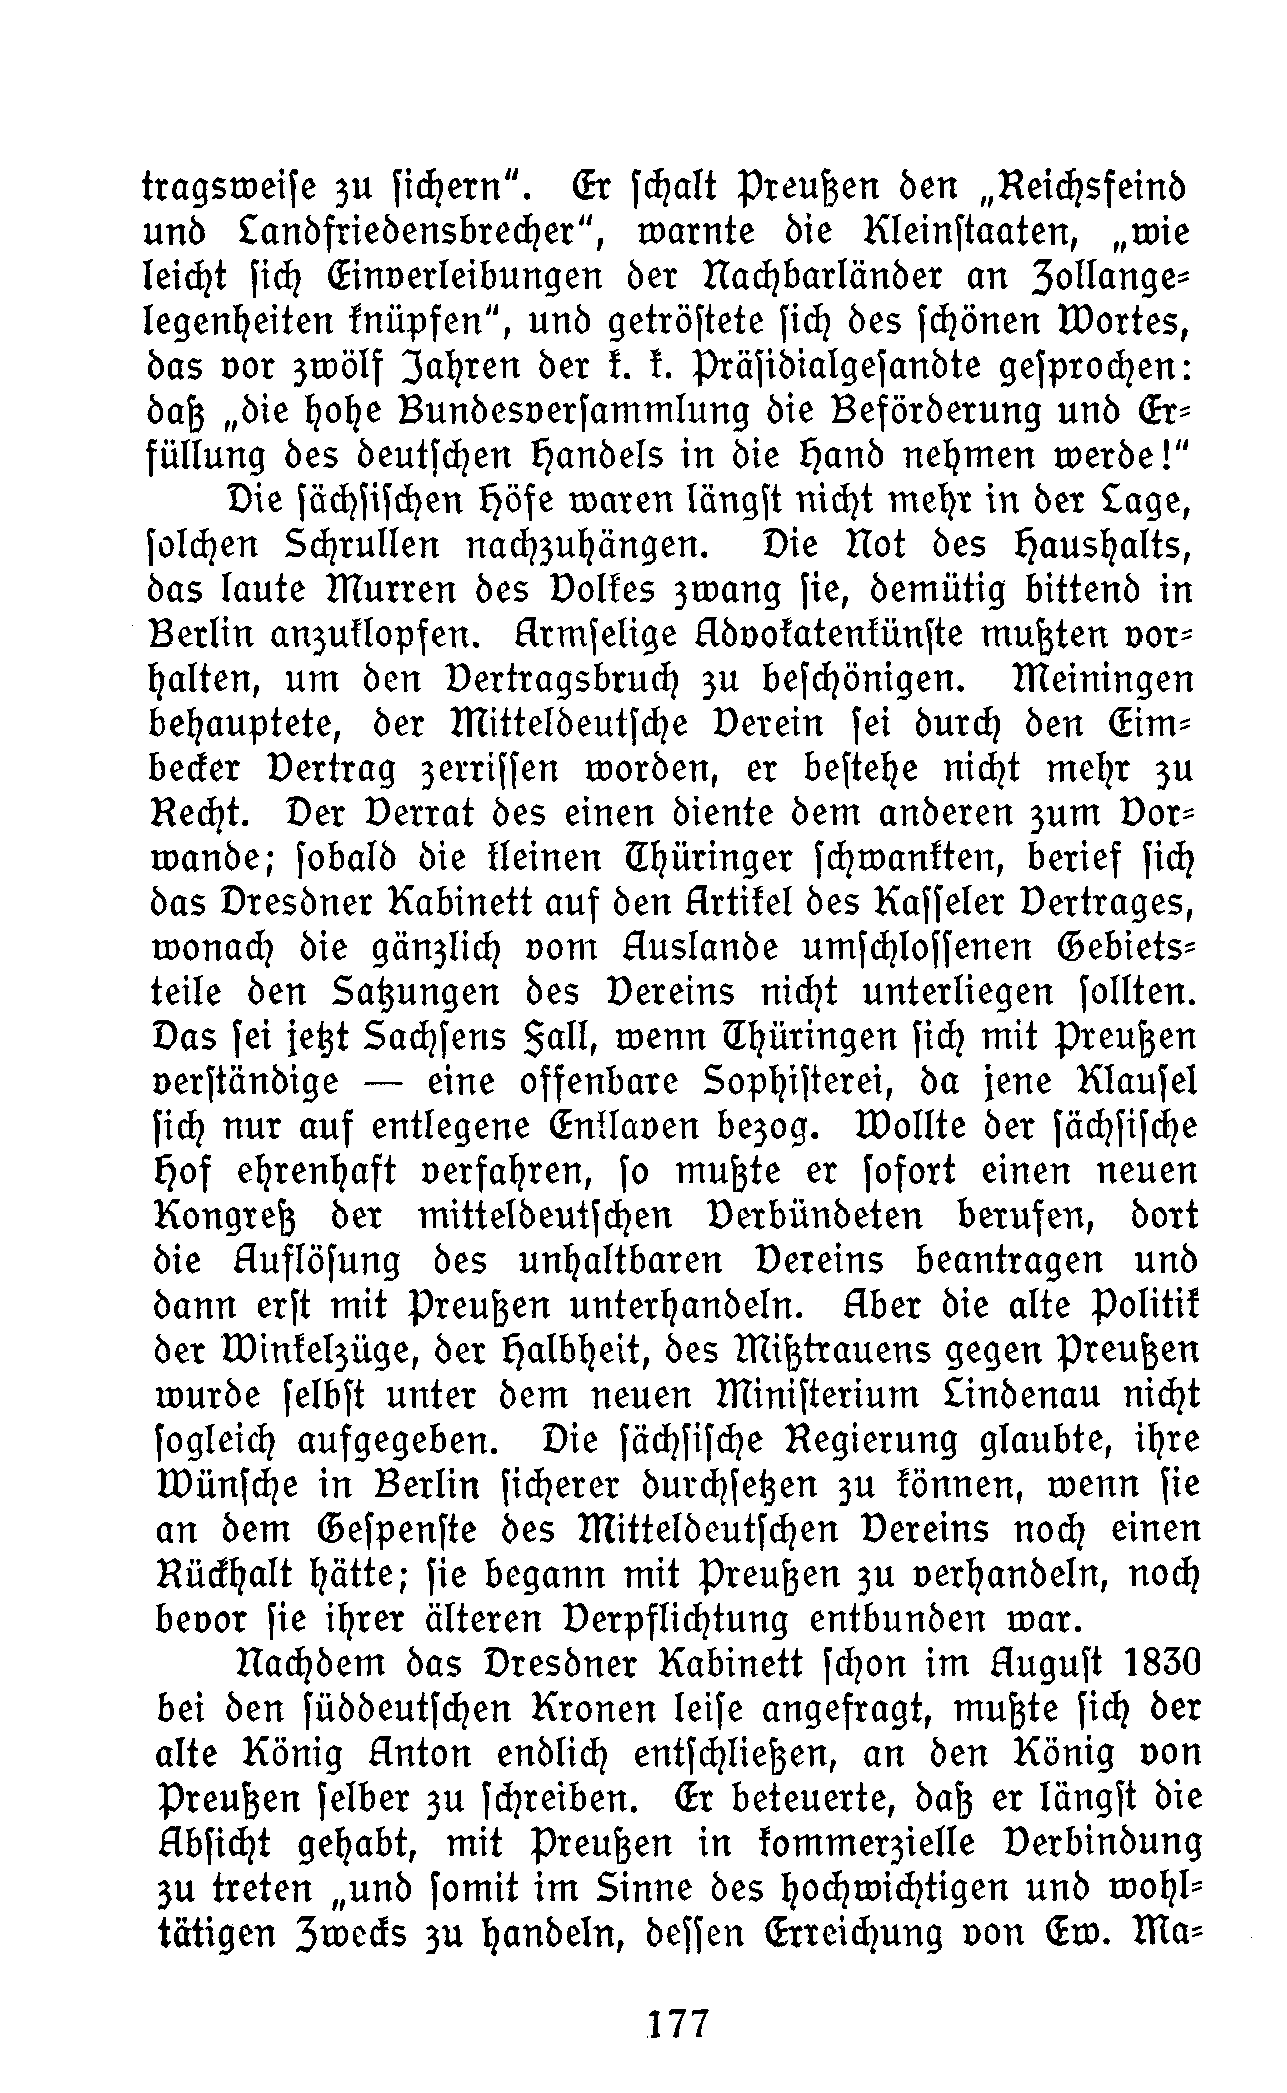 tragsweise zu sichern“. Er schalt Preußen den „Reichsfeind
und Landfriedensbrecher“, warnte die Kleinstaaten, „wie
leicht sich Einverleibungen der Nachbarländer an Zollange-
legenheiten knüpfen“, und getröstete sich des schönen Wortes,
das vor zwölf Jahren der k. k. Präsidialgesandte gesprochen:
daß „die hohe Bundesversammlung die Beförderung und Er-
füllung des deutschen Handels in die Hand nehmen werde!“
Die sächsischen Höfe waren längst nicht mehr in der Lage,
solchen Schrullen nachzuhängen. Die Not des Haushalts,
das laute Murren des Volkes zwang sie, demütig bittend in
Berlin anzuklopfen. Armselige Advokatenkünste mußten vor-
halten, um den Vertragsbruch zu beschönigen. Meiningen
behauptete, der Mitteldeutsche Verein sei durch den Eim-
becker Vertrag zerrissen worden, er bestehe nicht mehr zu
Recht. Der Verrat des einen diente dem anderen zum Vor-
wande; sobald die kleinen Thüringer schwankten, berief sich
das Dresdner Kabinett auf den Artikel des Kasseler Vertrages,
wonach die gänzlich vom Auslande umschlossenen Gebiets-
teile den Satzungen des Vereins nicht unterliegen sollten.
Das sei jetzt Sachsens Fall, wenn Thüringen sich mit Preußen
verständige — eine offenbare Sophisterei, da jene Klausel
sich nur auf entlegene Enklaven bezog. Wollte der sächsische
Hof ehrenhaft verfahren, so mußte er sofort einen neuen
Kongreß der mitteldeutschen Verbündeten berufen, dort
die Auflösung des unhaltbaren Vereins beantragen und
dann erst mit Preußen unterhandeln. Aber die alte Politik
der Winkelzüge, der Halbheit, des Mißtrauens gegen Preußen
wurde selbst unter dem neuen Ministerium Lindenau nicht
sogleich aufgegeben. Die sächsische Regierung glaubte, ihre
Wünsche in Berlin sicherer durchsetzen zu können, wenn sie
an dem Gespenste des Mitteldeutschen Vereins noch einen
Rückhalt hätte; sie begann mit Preußen zu verhandeln, noch
bevor sie ihrer älteren Verpflichtung entbunden war.
Nachdem das Dresdner Kabinett schon im August 1830
bei den süddeutschen Kronen leise angefragt, mußte sich der
alte König Anton endlich entschließen, an den König von
Preußen selber zu schreiben. Er beteuerte, daß er längst die
Absicht gehabt, mit Preußen in kommerzielle Verbindung
zu treten „und somit im Sinne des hochwichtigen und wohl-
tätigen Zwecks zu handeln, dessen Erreichung von Ew. Ma-
177